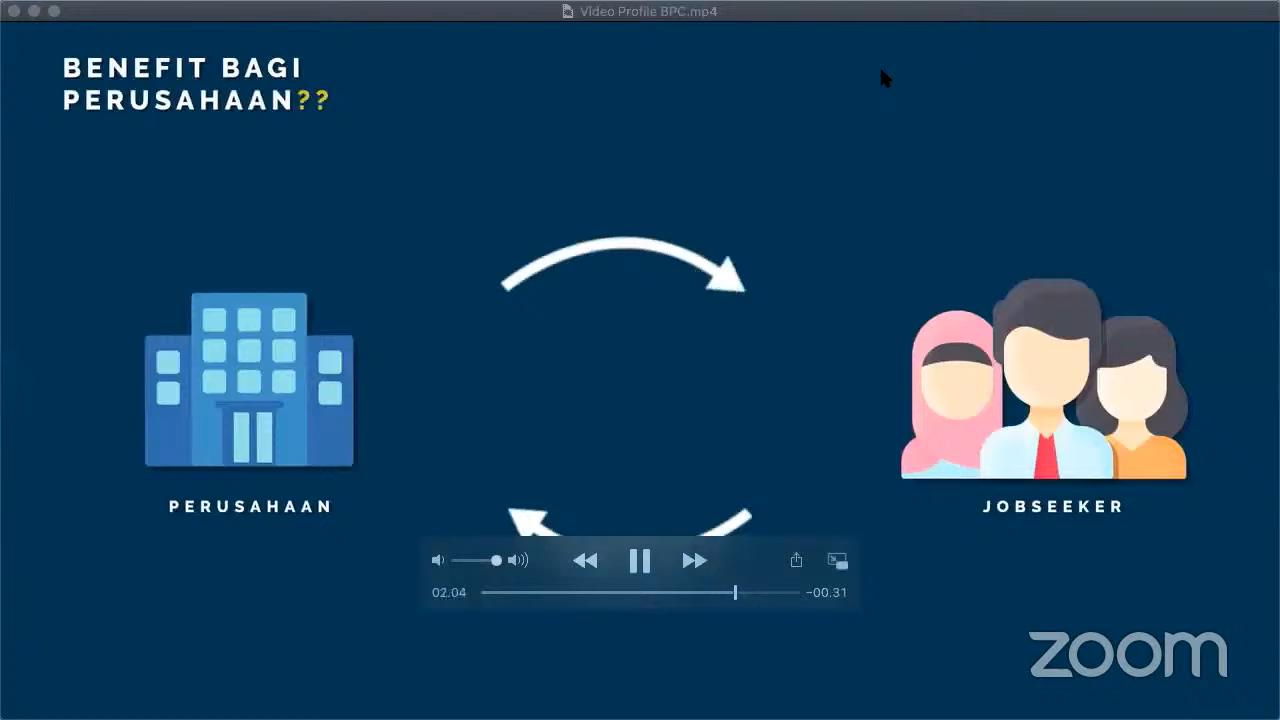 Video Profile BPC.mp4
BENEFIT BAGI
PERUSAHAAN??
PERUSAHAAN
JOBSEEKER
02.04
-00.31
zoom